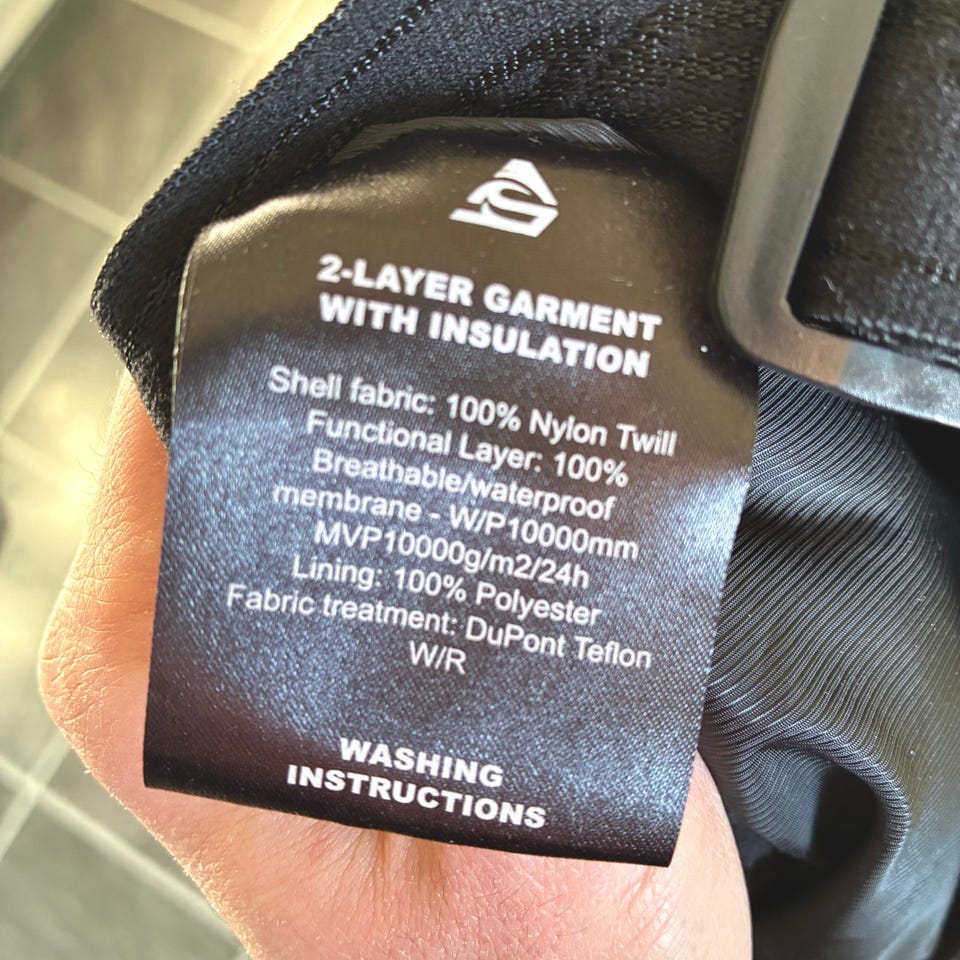 2-LAYER GARMENT
WITH INSULATION
Shell fabric: 100% Nylon Twill
Functional Layer: 100%
Breathable/waterproof
membrane - W/P10000mm
MVP10000g/m2/24h
Lining: 100% Polyester
Fabric treatment: DuPont Teflon
W/R
WASHING
INSTRUCTIONS